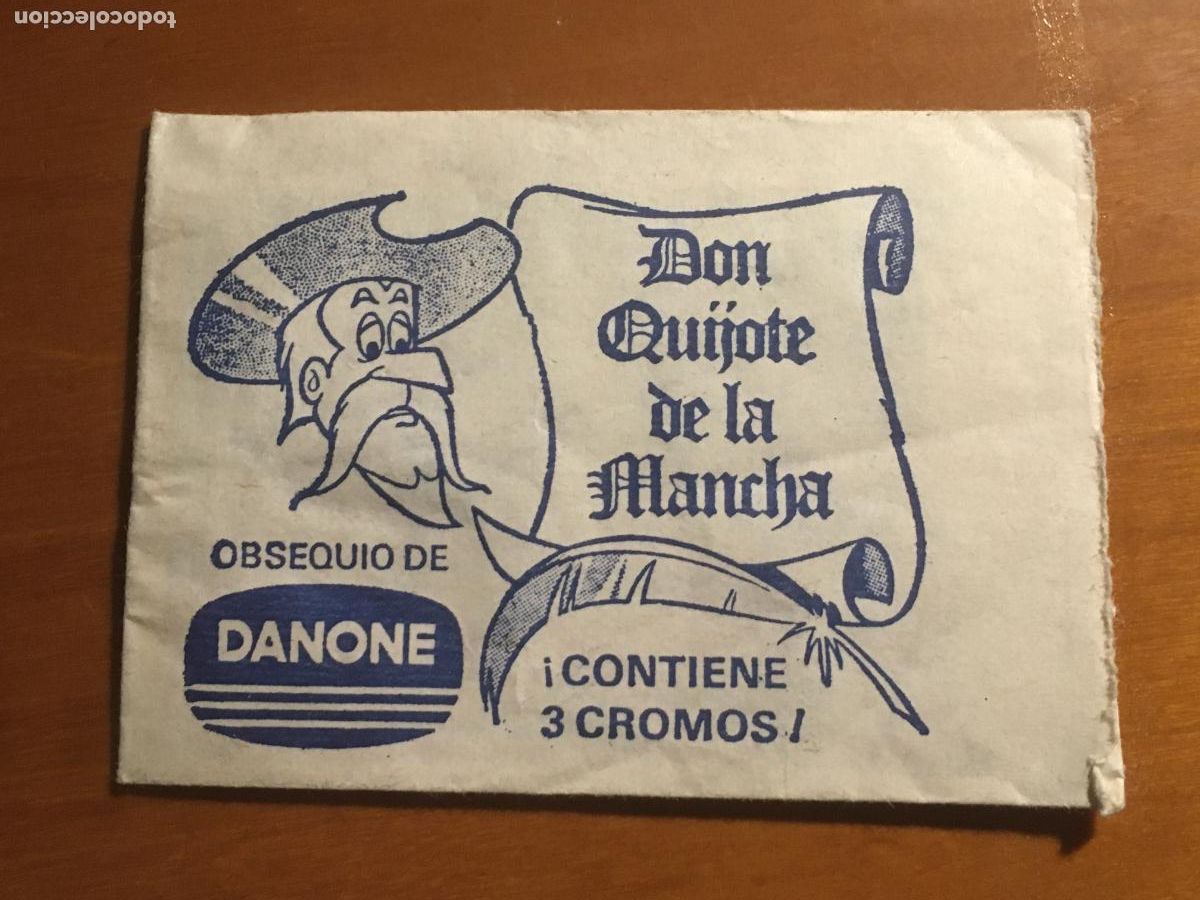 todocoleccion
Don
Quijote
de la
Mancha
OBSEQUIO DE
DANONE
¡CONTIENE
3 CROMOS!